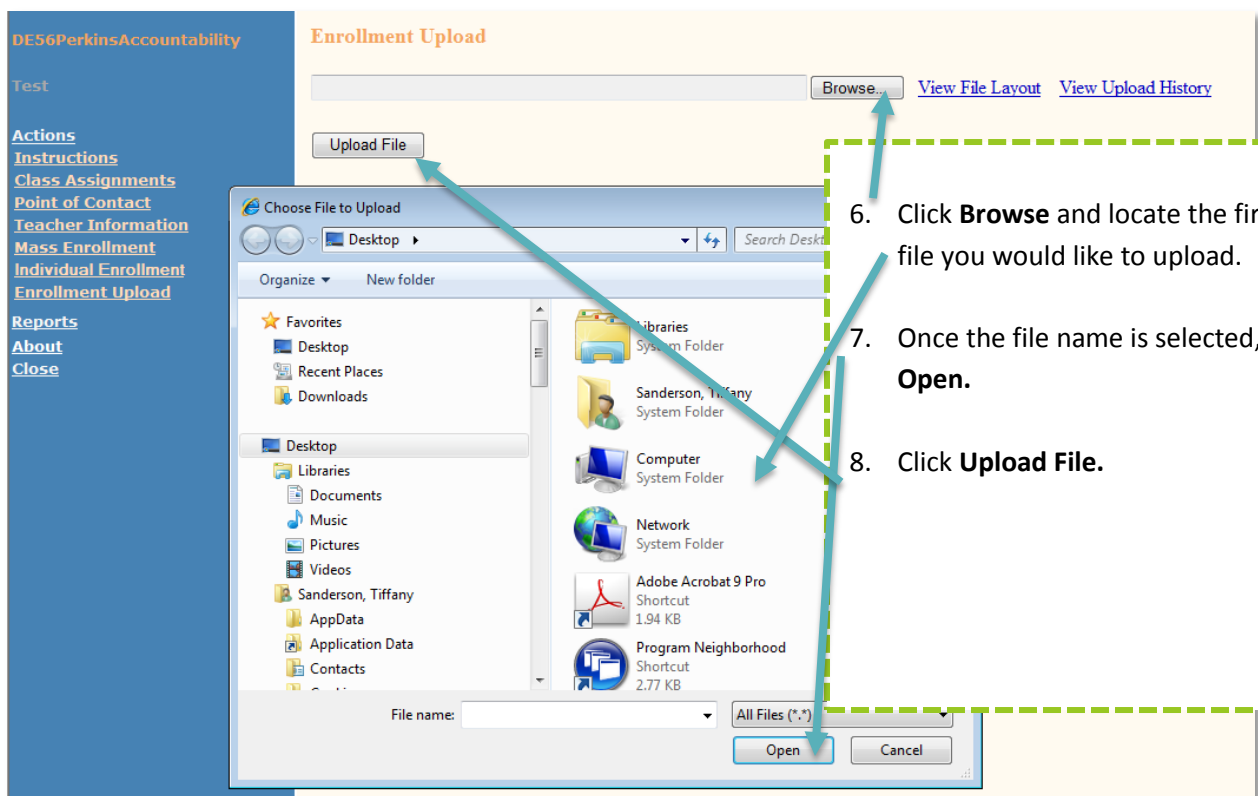 DE56PerkinsAccountability
Test
Actions
Instructions
Class Assignments
Point of Contact
Teacher Information
Mass Enrollment
Individual Enrollment
Enrollment Upload
Reports
About
Close
Enrollment Upload
Browse... View File Layout View Upload History
Upload File
Choose File to Upload
Desktop
Search Deskt
Organize New folder
Favorites
Desktop
Recent Places
Downloads
Desktop
Libraries
Documents
Music
Pictures
Videos
Sanderson, Tiffany
AppData
Application Data
Contacts
Libraries
System Folder
Sanderson, Tiffany
System Folder
Computer
System Folder
Network
System Folder
Adobe Acrobat 9 Pro
Shortcut
1.94 KB
Program Neighborhood
Shortcut
2.77 KB
File name: All Files (*.*)
Open Cancel
6. Click Browse and locate the fir
file you would like to upload.
7. Once the file name is selected,
Open.
8. Click Upload File.